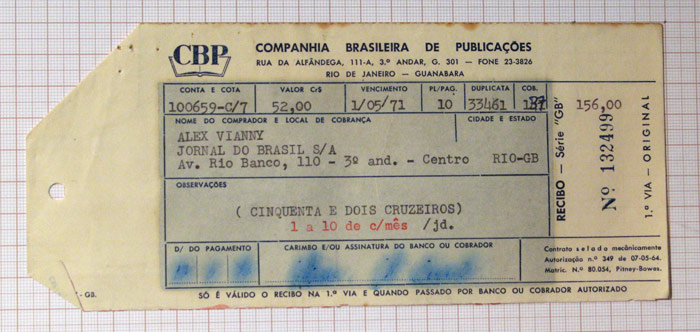 CBP
COMPANHIA BRASILEIRA DE PUBLICAÇÕES
RUA DA ALFÂNDEGA, 111-A, 3.º ANDAR, G. 301 — FONE 23-3826
RIO DE JANEIRO — GUANABARA
CONTA E COTA VALOR Cr$ VENCIMENTO PL/PAG. DUPLICATA COB.
100659-C/7 52,00 1/05/71 10 33461 156,00
NOME DO COMPRADOR E LOCAL DE COBRANÇA CIDADE E ESTADO
ALEX VIANNY
JORNAL DO BRASIL S/A
Av. Rio Banco, 110 - 3º and. - Centro RIO-GB
OBSERVAÇÕES
( CINQUENTA E DOIS CRUZEIROS)
1 a 10 de c/mês /jd.
D/ DO PAGAMENTO CARIMBO E/OU ASSINATURA DO BANCO OU COBRADOR
RECIBO — Série "GB"
Nº 132499
1.ª VIA — ORIGINAL
Contrato selado mecânicamente
Autorização n.º 349 de 07-05-64.
Matric. N.º 80.054, Pitney-Bowes.
- GB.
SÓ É VÁLIDO O RECIBO NA 1.ª VIA E QUANDO PASSADO POR BANCO OU COBRADOR AUTORIZADO